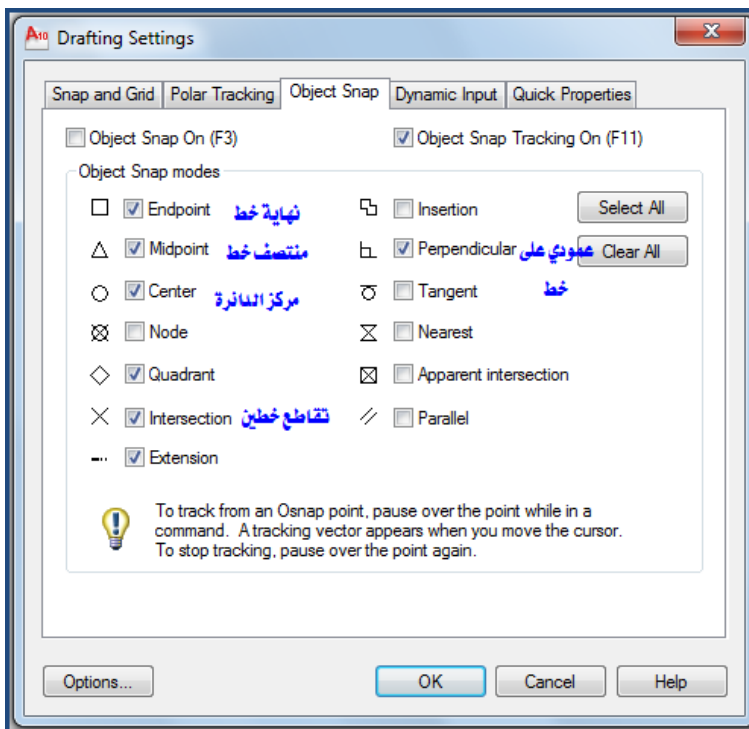 A10 Drafting Settings
Snap and Grid Polar Tracking Object Snap Dynamic Input Quick Properties
Object Snap On (F3) Object Snap Tracking On (F11)
Object Snap modes
Endpoint نهاية خط Insertion Select All
Midpoint منتصف خط Perpendicular عمودي على Clear All
Center مركز الدائرة Tangent خط
Node Nearest
Quadrant Apparent intersection
Intersection تقاطع خطين Parallel
Extension
To track from an Osnap point, pause over the point while in a
command. A tracking vector appears when you move the cursor.
To stop tracking, pause over the point again.
Options... OK Cancel Help